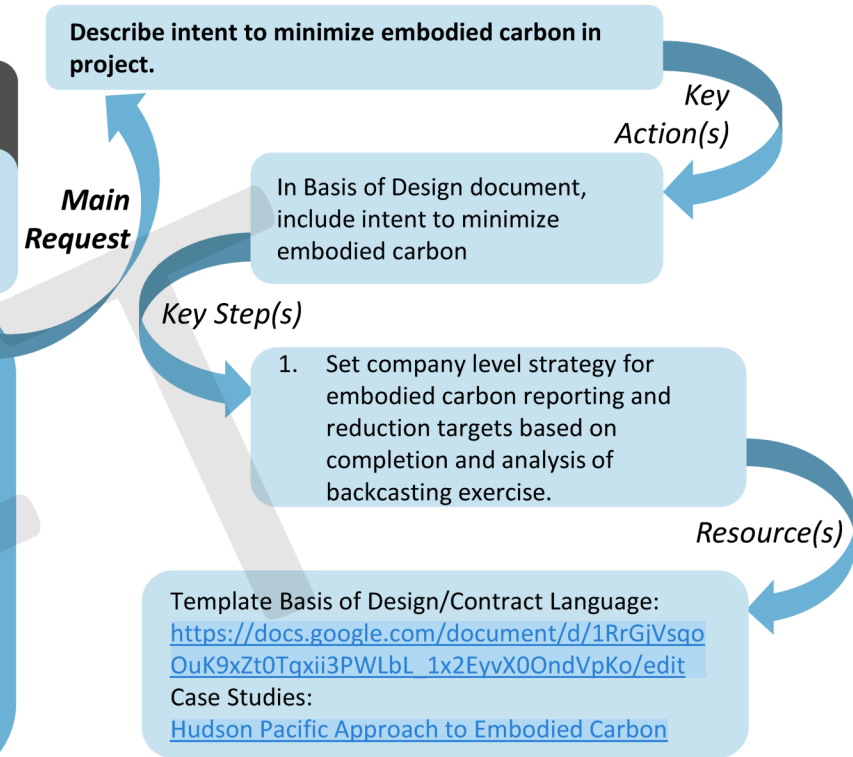 Describe intent to minimize embodied carbon in
project.
Key
Action(s)
Main
Request
In Basis of Design document,
include intent to minimize
embodied carbon
Key Step(s)
1. Set company level strategy for
embodied carbon reporting and
reduction targets based on
completion and analysis of
backcasting exercise.
Resource(s)
Template Basis of Design/Contract Language:
https://docs.google.com/document/d/1RrGjVsqo
OuK9xZt0Tqxii3PWLbL_1x2EyvX0OndVpKo/edit
Case Studies:
Hudson Pacific Approach to Embodied Carbon